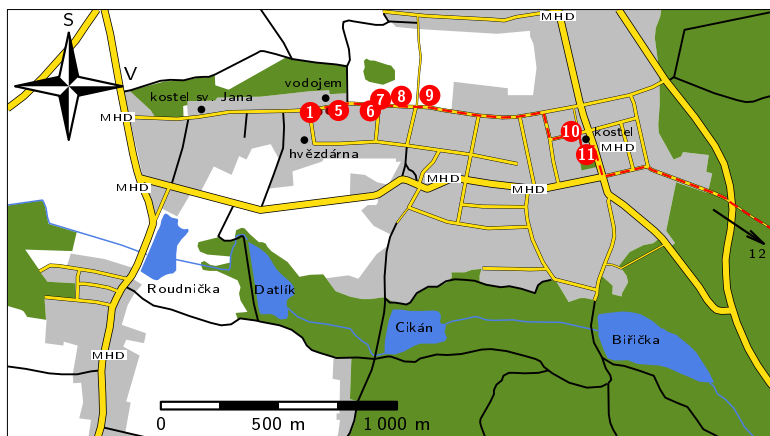 S
MHD
V
vodojem
kostel sv. Jana
1
5
6
7
8
9
MHD
10
kostel
MHD
11
hvězdárna
MHD
MHD
MHD
12
Roudnička
Datlík
Cikán
Biřička
MHD
0
500 m
1 000 m